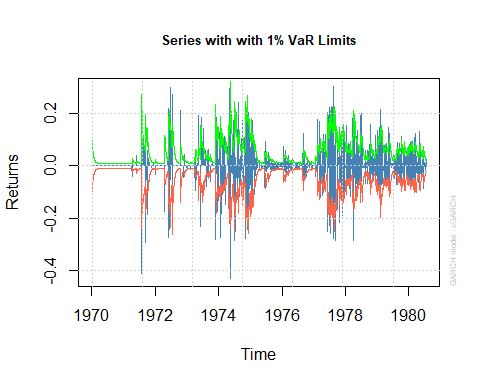 Series with with 1% VaR Limits
Returns
0.2
0.0
-0.2
-0.4
1970 1972 1974 1976 1978 1980
Time
GARCH model : sGARCH